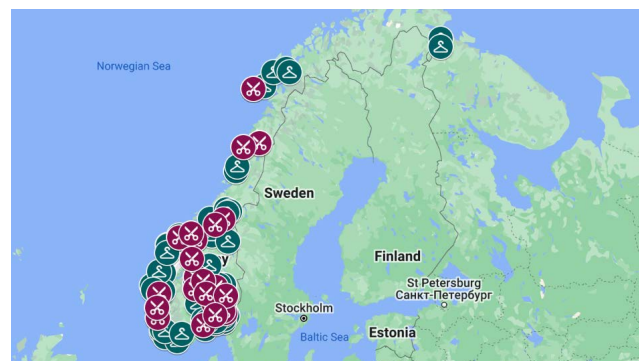 Norwegian Sea
Sweden
Finland
St Petersburg
Санкт-Петербург
Stockholm
Baltic Sea
Estonia